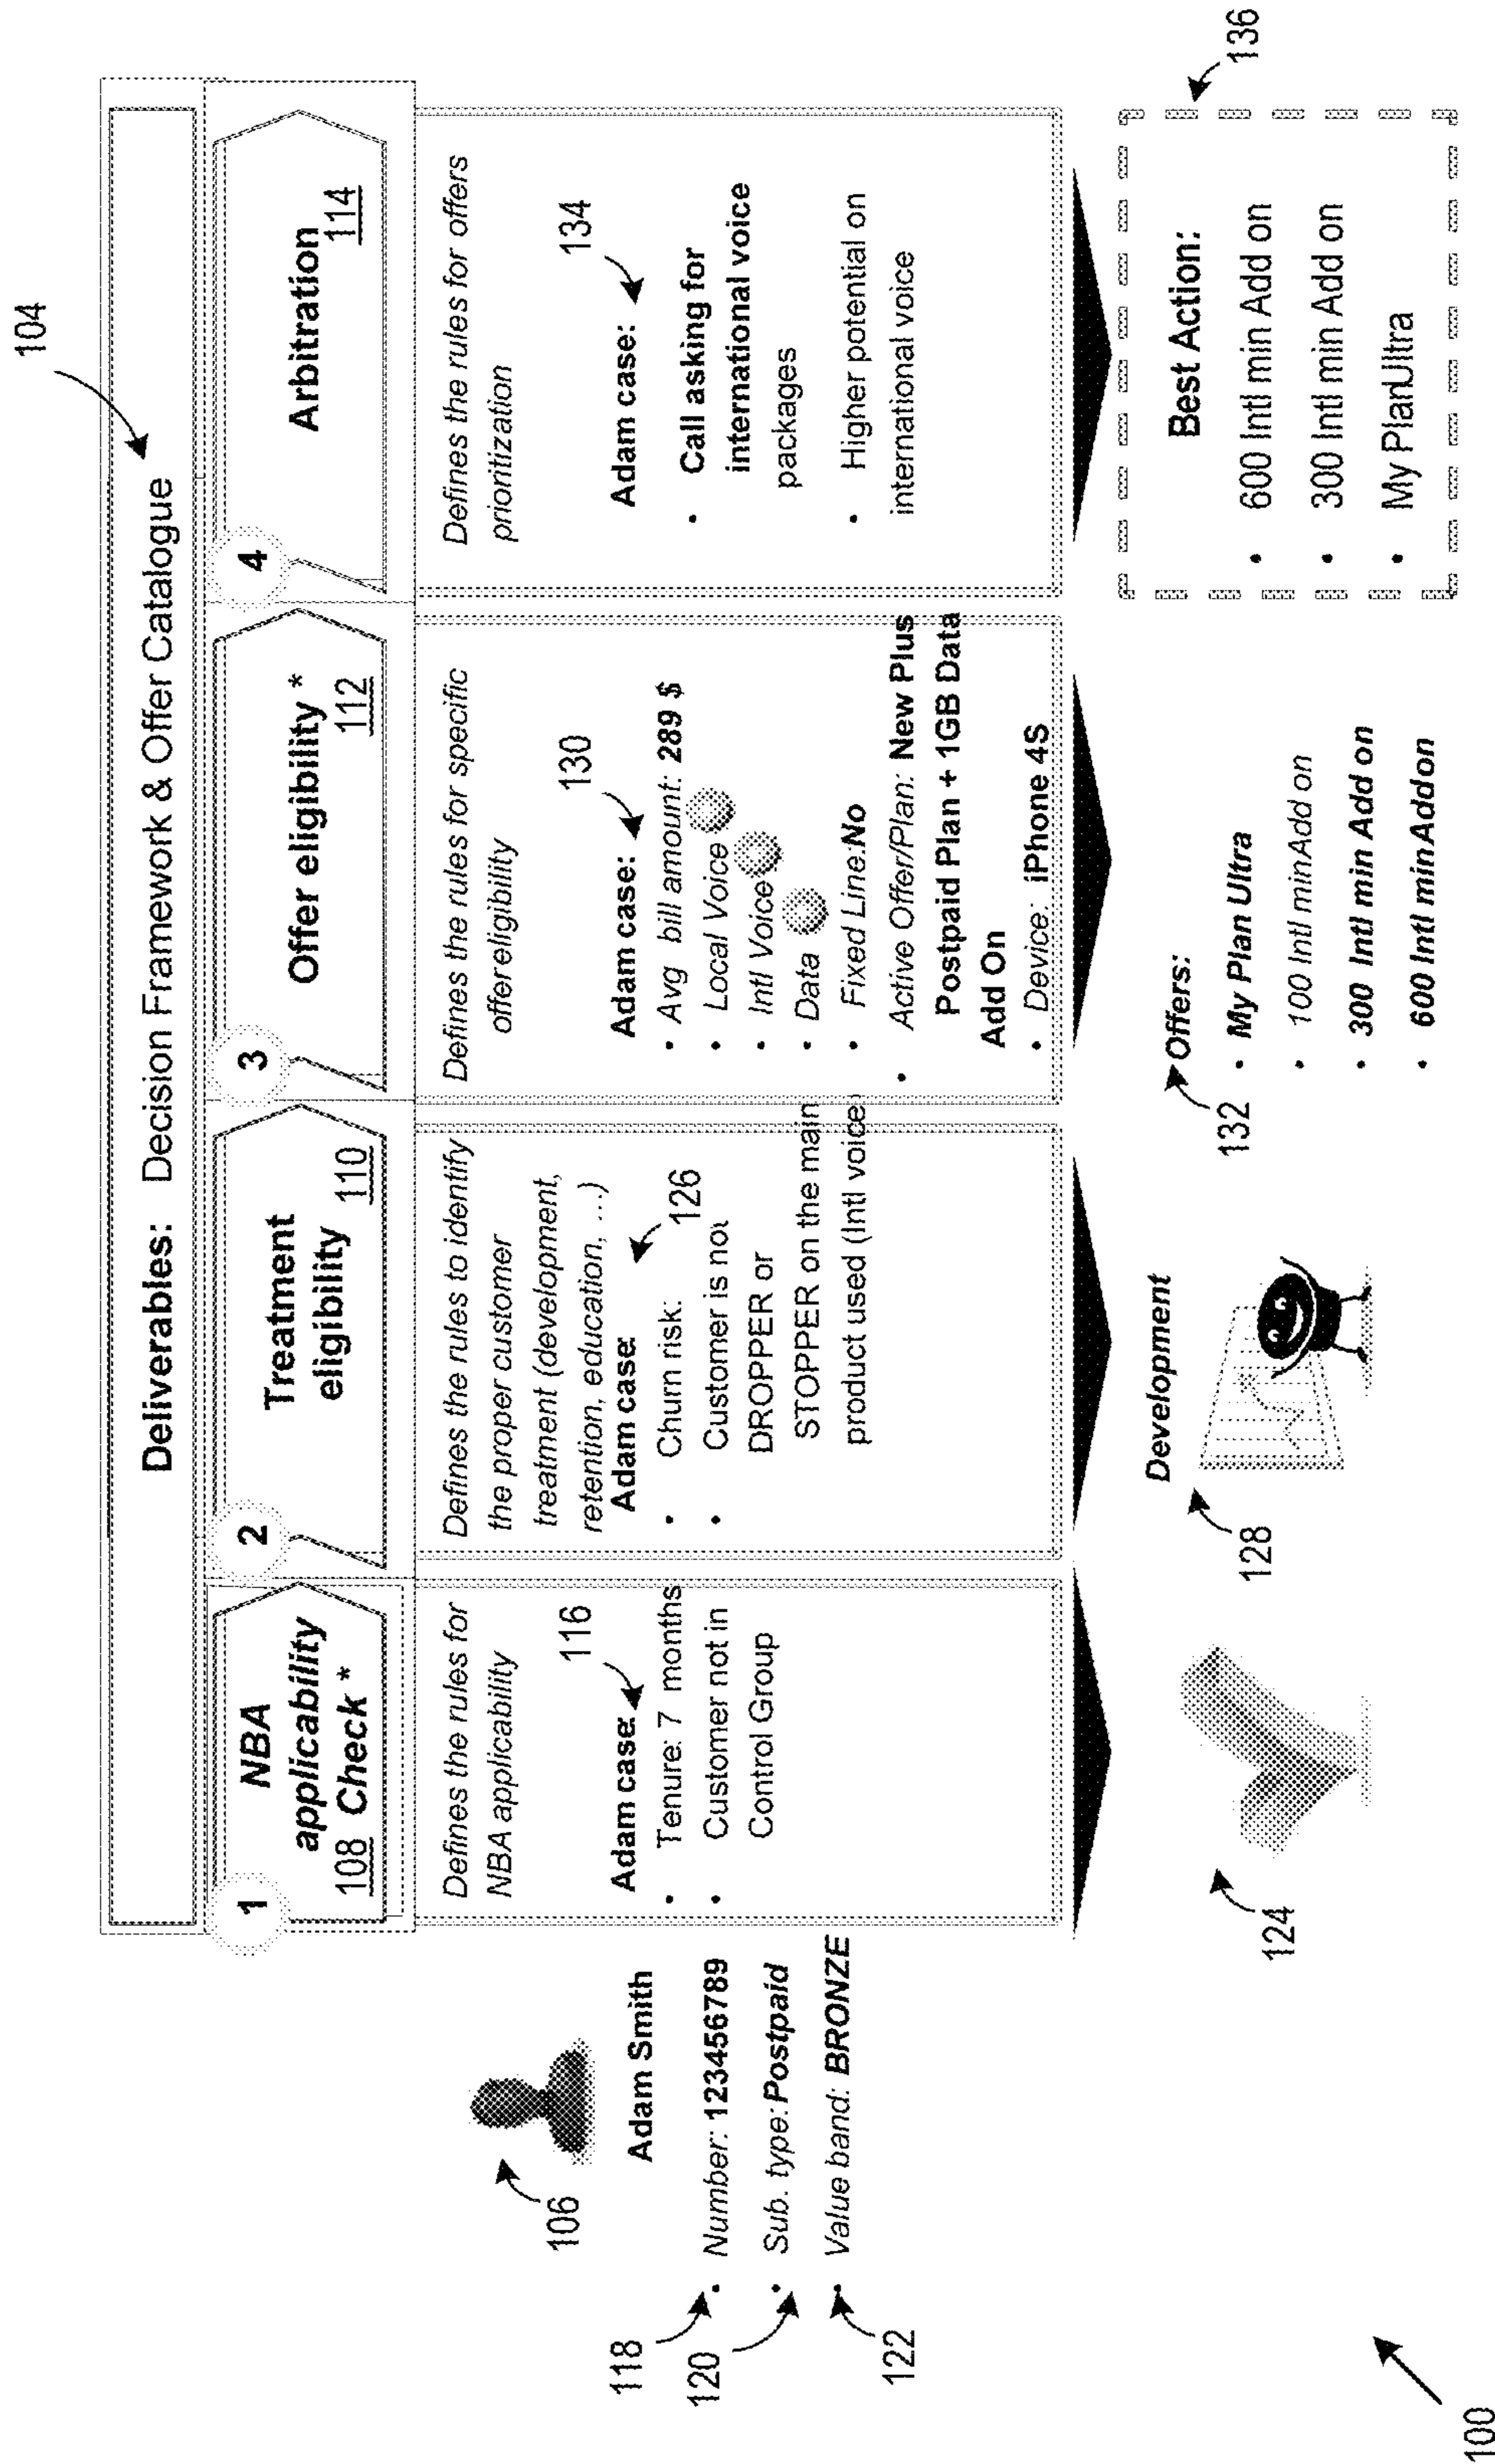 104
Deliverables: Decision Framework & Offer Catalogue
1
NBA
applicability
108 Check *
2
Treatment
eligibility
110
3
Offer eligibility *
112
4
Arbitration
114
106
Adam Smith
118
• Number: 123456789
120
• Sub. type: Postpaid
122
• Value band: BRONZE
Defines the rules for
NBA applicability
116
Adam case:
• Tenure: 7 months
• Customer not in
Control Group
Defines the rules to identify
the proper customer
treatment (development,
retention, education, ...)
Adam case:
126
• Churn risk:
• Customer is not
DROPPER or
STOPPER on the main
product used (Intl voice)
Defines the rules for specific
offereligibility
130
Adam case:
• Avg bill amount: 289 $
• Local Voice
• Intl Voice
• Data
• Fixed Line:No
• Active Offer/Plan: New Plus
Postpaid Plan + 1GB Data
Add On
• Device: iPhone 4S
Defines the rules for offers
prioritization
134
Adam case:
• Call asking for
international voice
packages
• Higher potential on
international voice
124
128
Development
132
Offers:
• My Plan Ultra
• 100 Intl minAdd on
• 300 Intl min Add on
• 600 Intl minAddon
136
Best Action:
• 600 Intl min Add on
• 300 Intl min Add on
• My PlanUltra
100